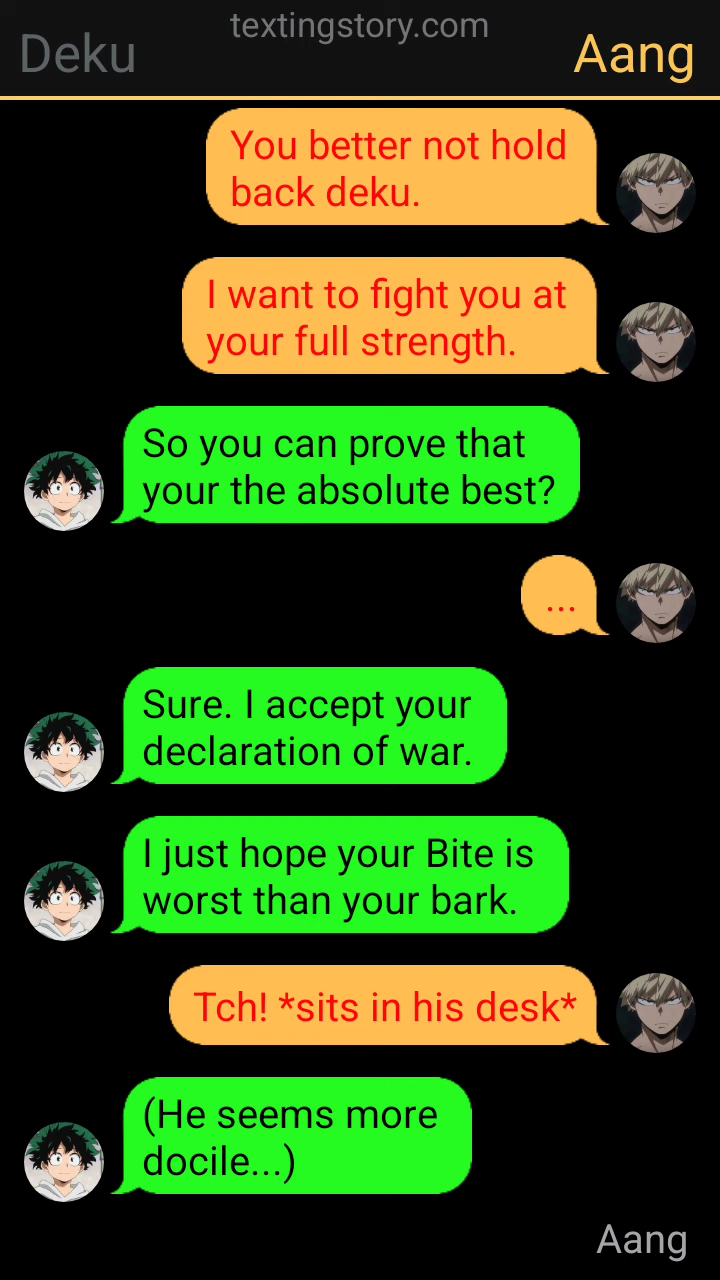 textingstory.com
Deku
Aang
You better not hold
back deku.
I want to fight you at
your full strength.
So you can prove that
your the absolute best?
...
Sure. I accept your
declaration of war.
I just hope your Bite is
worst than your bark.
Tch! *sits in his desk*
(He seems more
docile...)
Aang